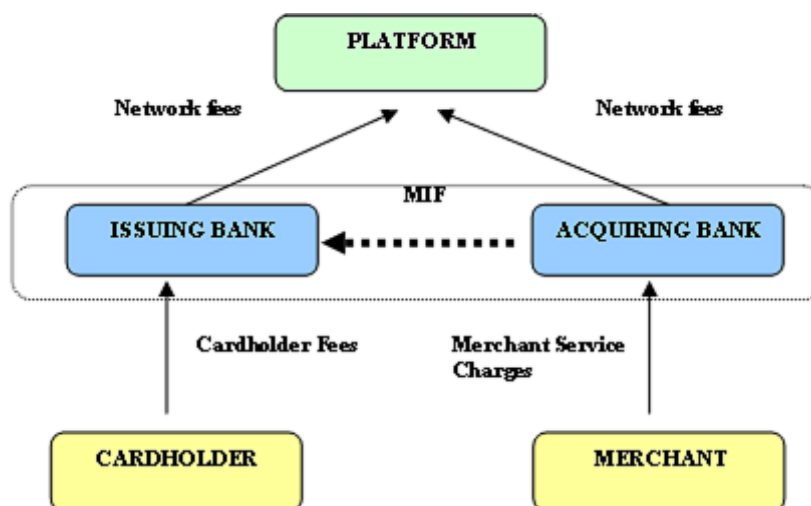 PLATFORM
Network fees
Network fees
MIF
ISSUING BANK
ACQUIRING BANK
Cardholder Fees
Merchant Service
Charges
CARDHOLDER
MERCHANT